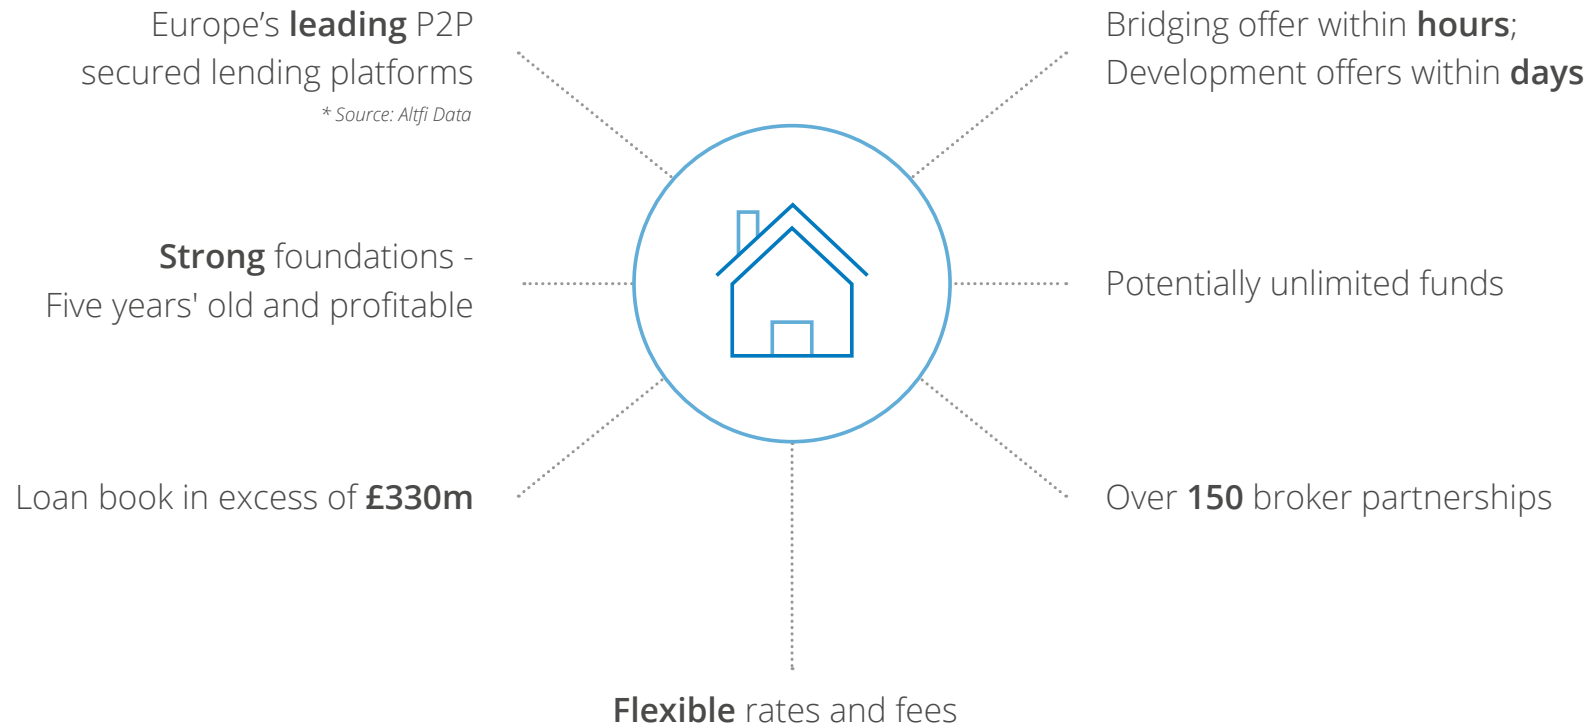 Europe’s leading P2P
secured lending platforms
* Source: Altfi Data
Strong foundations -
Five years' old and profitable
Loan book in excess of £330m
Bridging offer within hours;
Development offers within days
Potentially unlimited funds
Over 150 broker partnerships
Flexible rates and fees